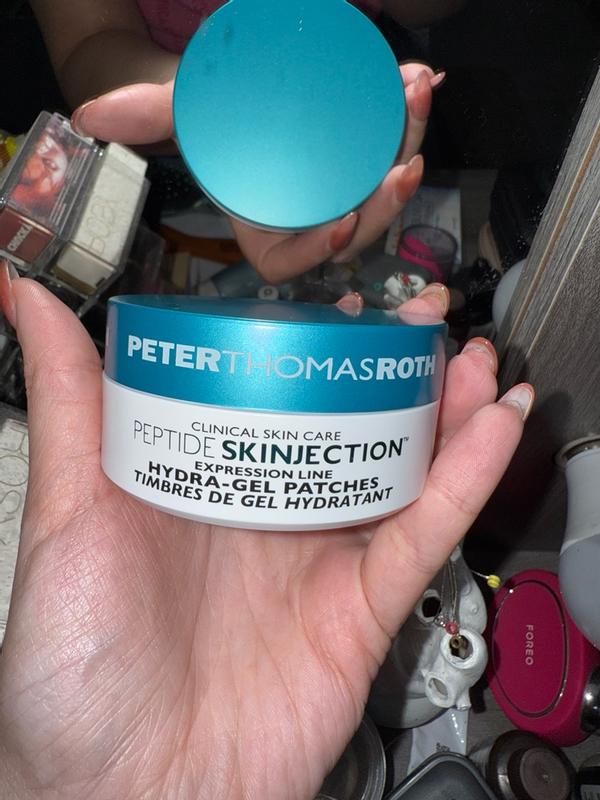 PETERTHOMASROTH
CLINICAL SKIN CARE
PEPTIDE SKINJECTION™
EXPRESSION LINE
HYDRA-GEL PATCHES
TIMBRES DE GEL HYDRATANT
FOREO